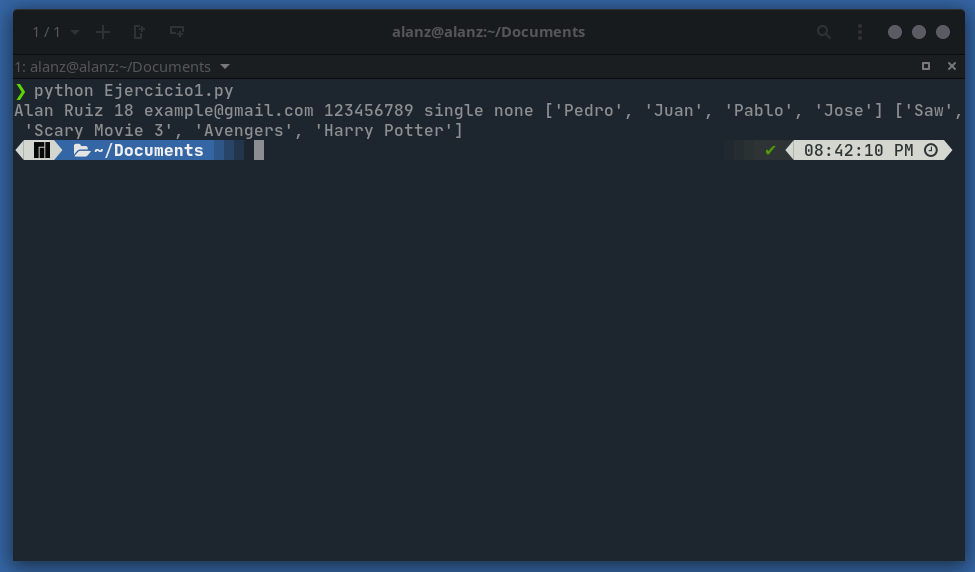 1 / 1
alanz@alanz:~/Documents
1: alanz@alanz:~/Documents
❯ python Ejercicio1.py
Alan Ruiz 18 example@gmail.com 123456789 single none ['Pedro', 'Juan', 'Pablo', 'Jose'] ['Saw',
'Scary Movie 3', 'Avengers', 'Harry Potter']
~/Documents ✔ 08:42:10 PM